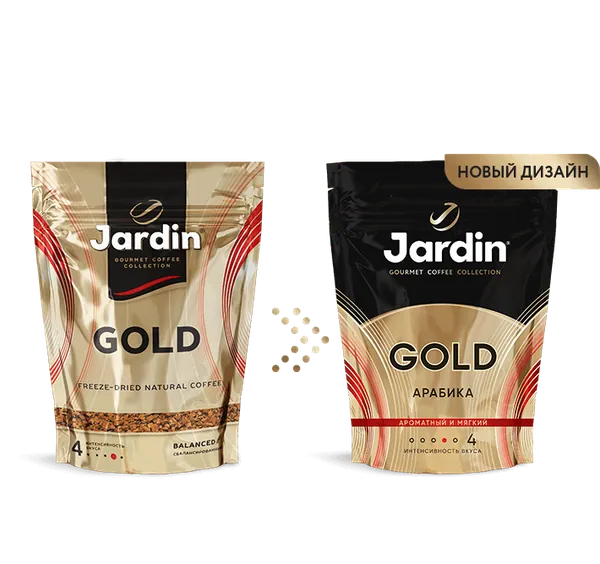 Jardin
GOURMET COFFEE
COLLECTION
GOLD
FREEZE-DRIED NATURAL COFFEE
4 ИНТЕНСИВНОСТЬ
ВКУСА
BALANCED
НОВЫЙ ДИЗАЙН
Jardin®
GOURMET COFFEE COLLECTION
GOLD
АРАБИКА
АРОМАТНЫЙ И МЯГКИЙ
4
ИНТЕНСИВНОСТЬ ВКУСА